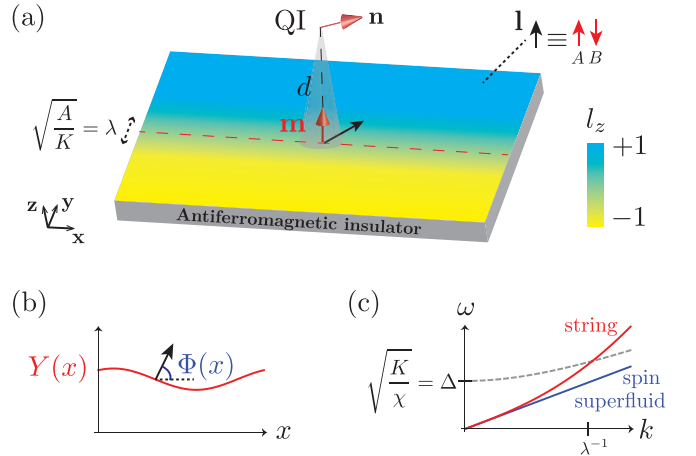 (a)
QI
n
l ≡
A B
d
m
√(A/K) = λ
l_z
+1
−1
z
y
x
Antiferromagnetic insulator
(b)
Y(x)
Φ(x)
x
(c)
ω
string
√(K/χ) = Δ
spin
superfluid
k
λ⁻¹